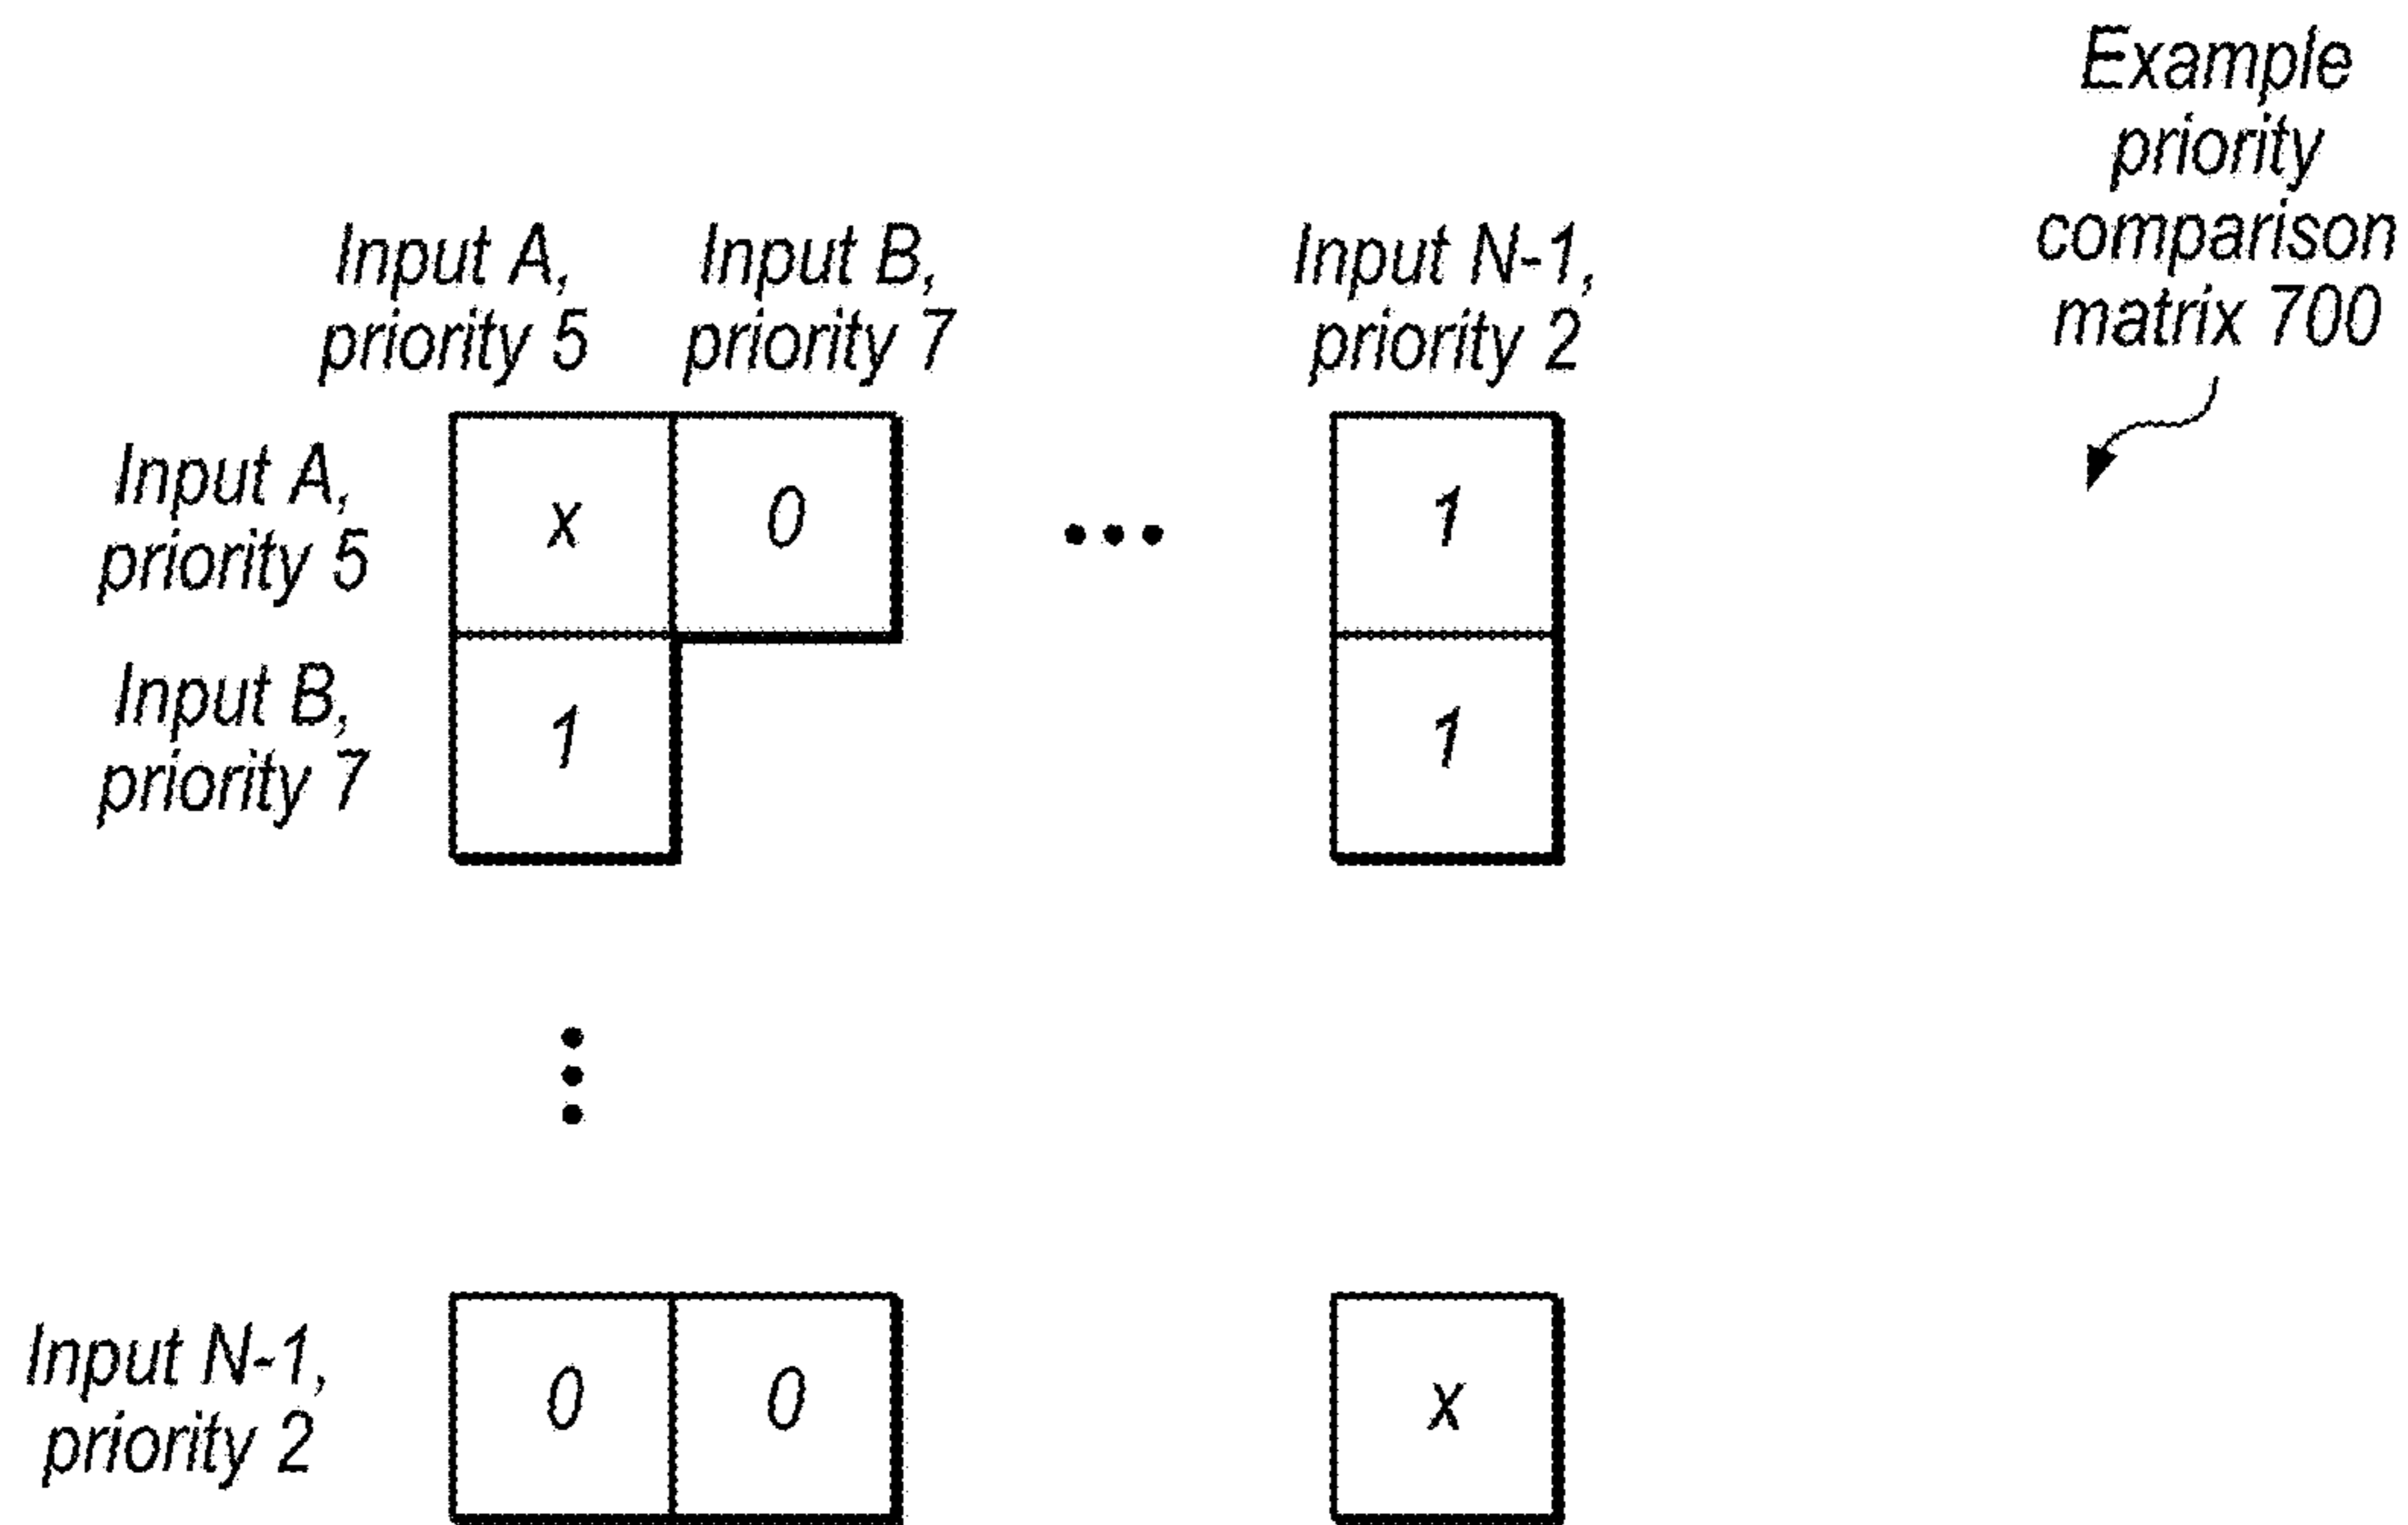 Example
priority
comparison
matrix 700
Input A,
priority 5
Input B,
priority 7
Input N-1,
priority 2
Input A,
priority 5
x
0
1
Input B,
priority 7
1
1
Input N-1,
priority 2
0
0
x